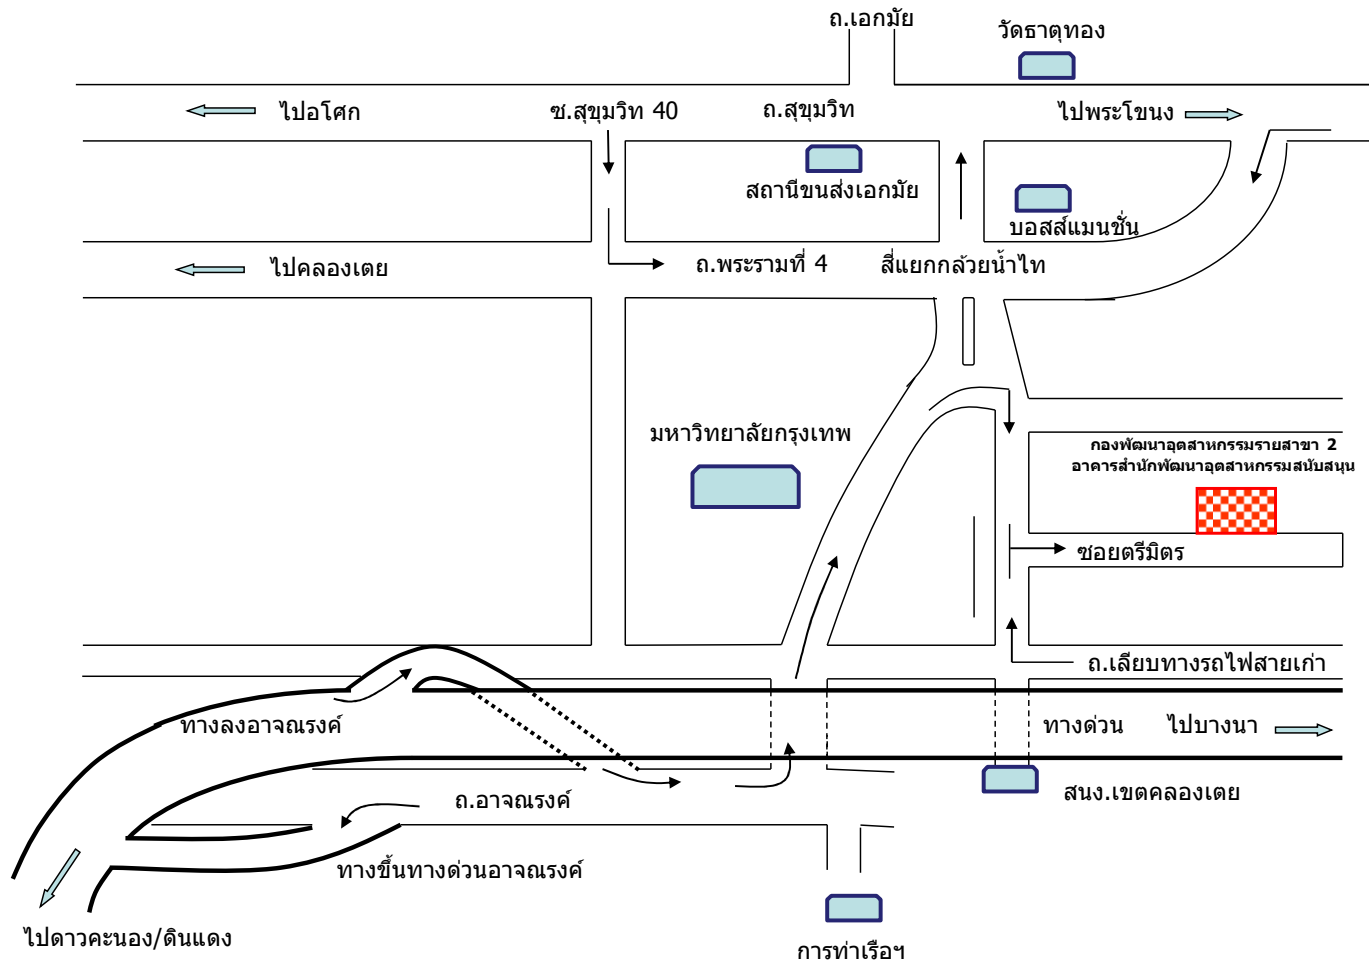 ถ.เอกมัย
วัดธาตุทอง
ไปอโศก
ซ.สุขุมวิท 40
ถ.สุขุมวิท
ไปพระโขนง
สถานีขนส่งเอกมัย
บอสส์แมนชั่น
ไปคลองเตย
ถ.พระรามที่ 4
สี่แยกกล้วยน้ำไท
มหาวิทยาลัยกรุงเทพ
กองพัฒนาอุตสาหกรรมรายสาขา 2
อาคารสำนักพัฒนาอุตสาหกรรมสนับสนุน
ซอยตรีมิตร
ถ.เลียบทางรถไฟสายเก่า
ทางลงอาจณรงค์
ทางด่วน
ไปบางนา
ถ.อาจณรงค์
สนง.เขตคลองเตย
ทางขึ้นทางด่วนอาจณรงค์
ไปดาวคะนอง/ดินแดง
การท่าเรือฯ